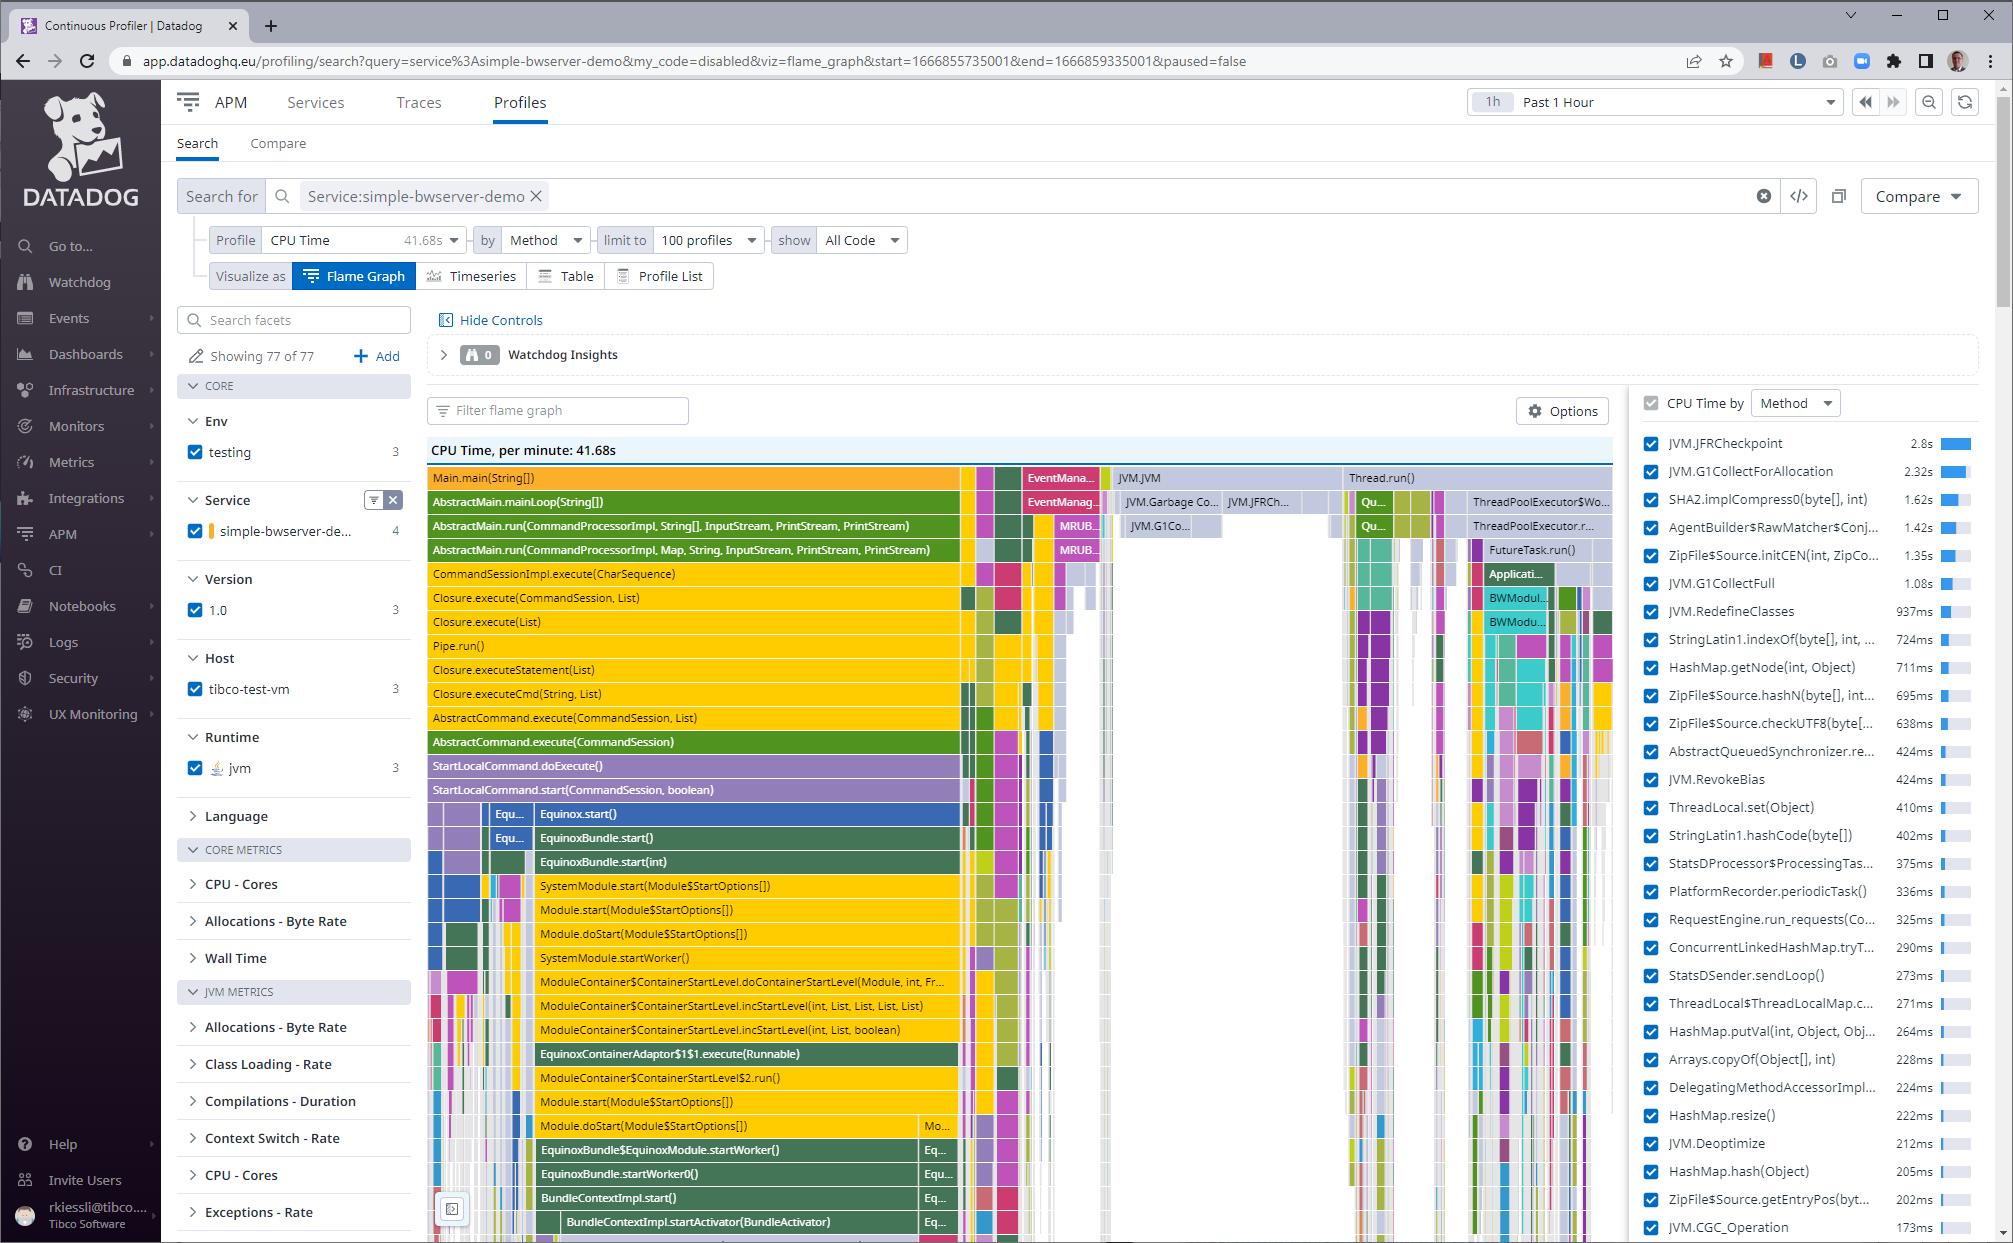 Continuous Profiler | Datadog
app.datadoghq.eu/profiling/search?query=service%3Asimple-bwserver-demo&my_code=disabled&viz=flame_graph&start=1666855735001&end=1666859335001&paused=false
DATADOG
Go to...
Watchdog
Events
Dashboards
Infrastructure
Monitors
Metrics
Integrations
APM
CI
Notebooks
Logs
Security
UX Monitoring
Help
Invite Users
rkiessli@tibco....
Tibco Software
APM Services Traces Profiles
1h Past 1 Hour
Search Compare
Search for Service:simple-bwserver-demo
Compare
Profile CPU Time 41.68s by Method limit to 100 profiles show All Code
Visualize as Flame Graph Timeseries Table Profile List
Search facets
Showing 77 of 77 Add
CORE
Env
testing 3
Service
simple-bwserver-de... 4
Version
1.0 3
Host
tibco-test-vm 3
Runtime
jvm 3
Language
CORE METRICS
CPU - Cores
Allocations - Byte Rate
Wall Time
JVM METRICS
Allocations - Byte Rate
Class Loading - Rate
Compilations - Duration
Context Switch - Rate
CPU - Cores
Exceptions - Rate
Hide Controls
0 Watchdog Insights
Filter flame graph
Options
CPU Time, per minute: 41.68s
Main.main(String[]) EventMana... JVM.JVM Thread.run()
AbstractMain.mainLoop(String[]) EventManag... JVM.Garbage Co... JVM.JFRCh... Qu... ThreadPoolExecutor$Wo...
AbstractMain.run(CommandProcessorImpl, String[], InputStream, PrintStream, PrintStream) MRUB... JVM.G1Co... Qu... ThreadPoolExecutor.r...
AbstractMain.run(CommandProcessorImpl, Map, String, InputStream, PrintStream, PrintStream) MRUB... FutureTask.run()
CommandSessionImpl.execute(CharSequence) Applicati...
Closure.execute(CommandSession, List) BWModul...
Closure.execute(List) BWModu...
Pipe.run()
Closure.executeStatement(List)
Closure.executeCmd(String, List)
AbstractCommand.execute(CommandSession, List)
AbstractCommand.execute(CommandSession)
StartLocalCommand.doExecute()
StartLocalCommand.start(CommandSession, boolean)
Equ... Equinox.start()
Equ... EquinoxBundle.start()
EquinoxBundle.start(int)
SystemModule.start(Module$StartOptions[])
Module.start(Module$StartOptions[])
Module.doStart(Module$StartOptions[])
SystemModule.startWorker()
ModuleContainer$ContainerStartLevel.doContainerStartLevel(Module, int, Fr...
ModuleContainer$ContainerStartLevel.incStartLevel(int, List, List, List, List)
ModuleContainer$ContainerStartLevel.incStartLevel(int, List, boolean)
EquinoxContainerAdaptor$1$1.execute(Runnable)
ModuleContainer$ContainerStartLevel$2.run()
Module.start(Module$StartOptions[])
Module.doStart(Module$StartOptions[]) Mo...
EquinoxBundle$EquinoxModule.startWorker() Eq...
EquinoxBundle.startWorker0() Equ...
BundleContextImpl.start() Eq...
BundleContextImpl.startActivator(BundleActivator) Eq...
CPU Time by Method
JVM.JFRCheckpoint 2.8s
JVM.G1CollectForAllocation 2.32s
SHA2.implCompress0(byte[], int) 1.62s
AgentBuilder$RawMatcher$Conj... 1.42s
ZipFile$Source.initCEN(int, ZipCo... 1.35s
JVM.G1CollectFull 1.08s
JVM.RedefineClasses 937ms
StringLatin1.indexOf(byte[], int, ... 724ms
HashMap.getNode(int, Object) 711ms
ZipFile$Source.hashN(byte[], int... 695ms
ZipFile$Source.checkUTF8(byte[... 638ms
AbstractQueuedSynchronizer.re... 424ms
JVM.RevokeBias 424ms
ThreadLocal.set(Object) 410ms
StringLatin1.hashCode(byte[]) 402ms
StatsDProcessor$ProcessingTas... 375ms
PlatformRecorder.periodicTask() 336ms
RequestEngine.run_requests(Co... 325ms
ConcurrentLinkedHashMap.tryT... 290ms
StatsDSender.sendLoop() 273ms
ThreadLocal$ThreadLocalMap.c... 271ms
HashMap.putVal(int, Object, Obj... 264ms
Arrays.copyOf(Object[], int) 228ms
DelegatingMethodAccessorImpl... 224ms
HashMap.resize() 222ms
JVM.Deoptimize 212ms
HashMap.hash(Object) 205ms
ZipFile$Source.getEntryPos(byt... 202ms
JVM.CGC_Operation 173ms